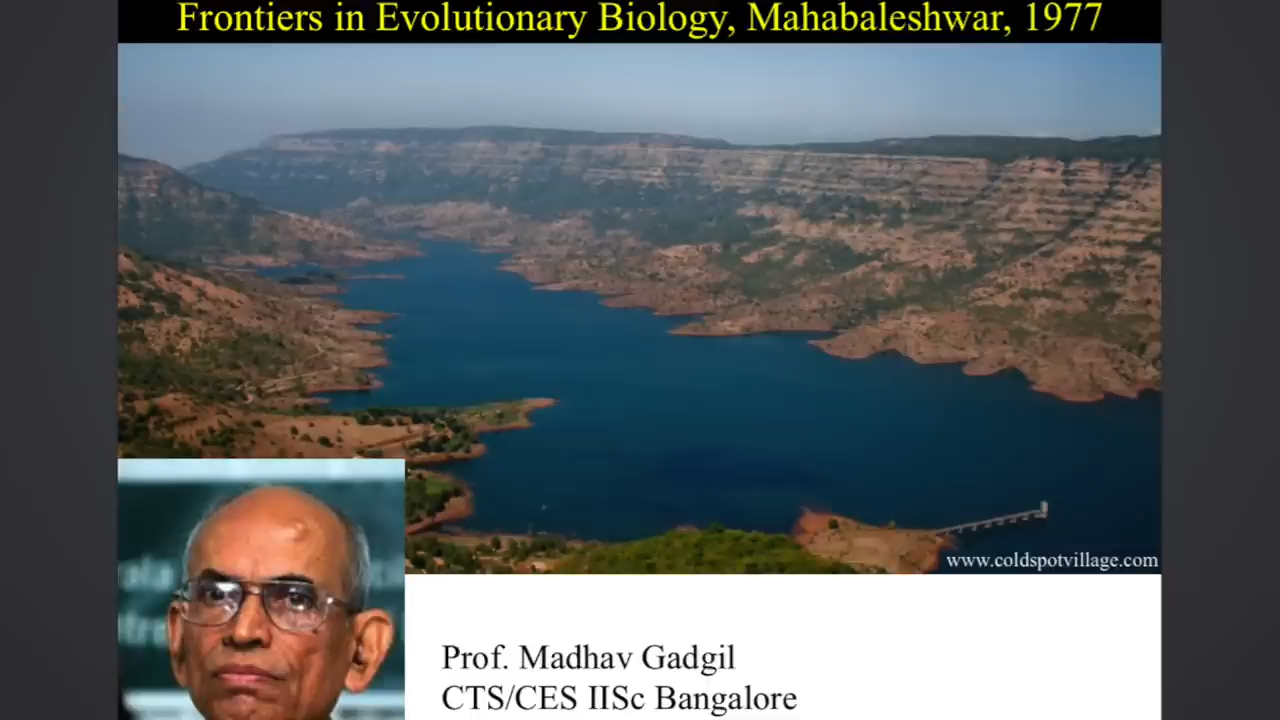 Frontiers in Evolutionary Biology, Mahabaleshwar, 1977
www.coldspotvillage.com
Prof. Madhav Gadgil
CTS/CES IISc Bangalore